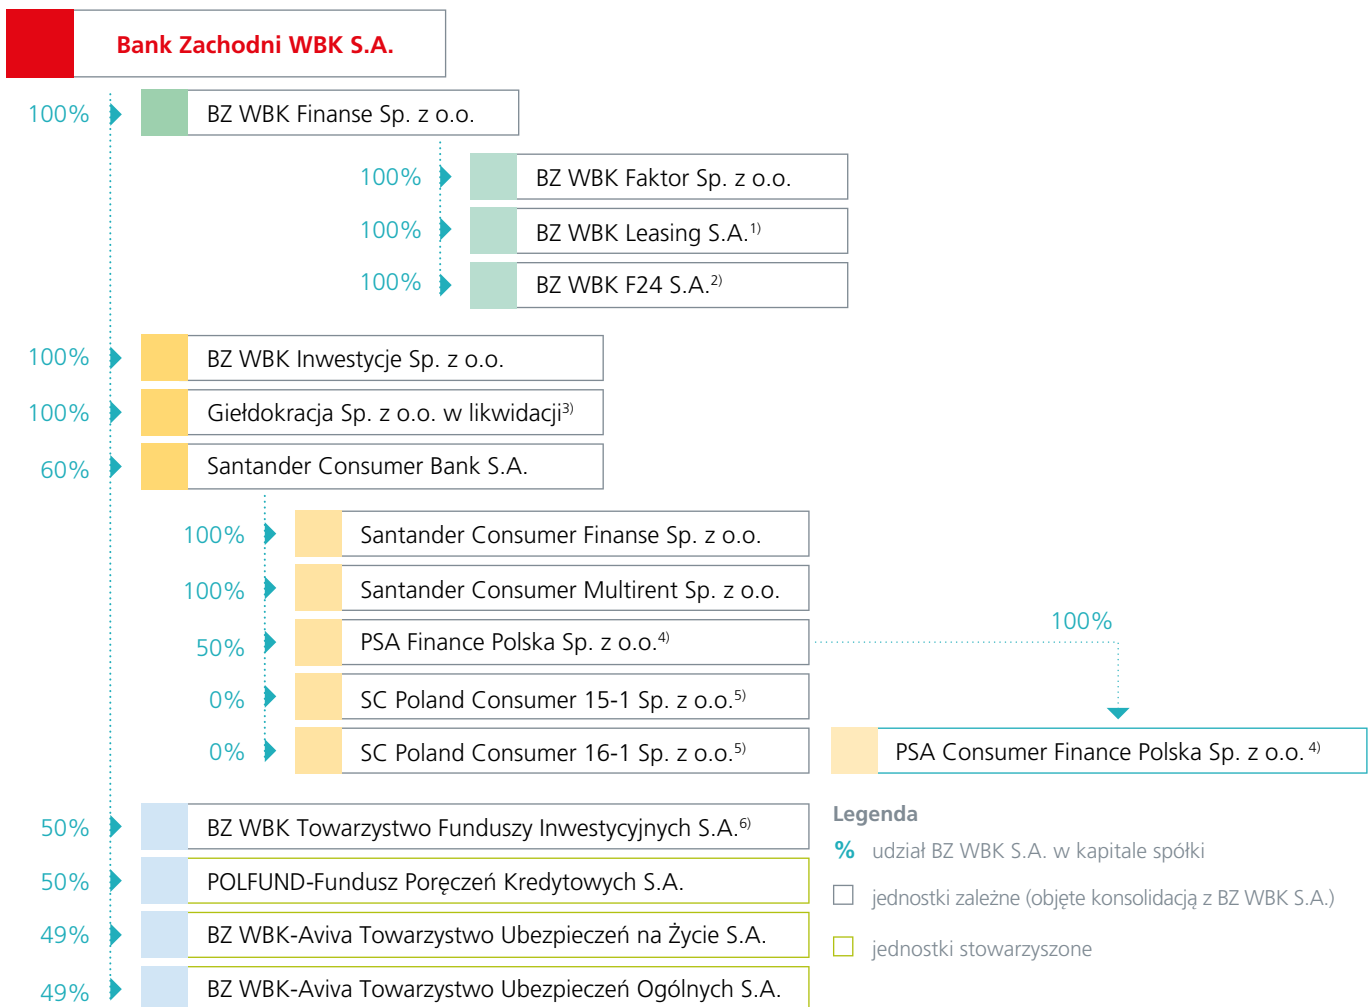 Bank Zachodni WBK S.A.
100% BZ WBK Finanse Sp. z o.o.
100% BZ WBK Faktor Sp. z o.o.
100% BZ WBK Leasing S.A.1)
100% BZ WBK F24 S.A.2)
100% BZ WBK Inwestycje Sp. z o.o.
100% Giełdokracja Sp. z o.o. w likwidacji3)
60% Santander Consumer Bank S.A.
100% Santander Consumer Finanse Sp. z o.o.
100% Santander Consumer Multirent Sp. z o.o.
50% PSA Finance Polska Sp. z o.o.4)
100%
0% SC Poland Consumer 15-1 Sp. z o.o.5)
0% SC Poland Consumer 16-1 Sp. z o.o.5)
PSA Consumer Finance Polska Sp. z o.o. 4)
50% BZ WBK Towarzystwo Funduszy Inwestycyjnych S.A.6)
50% POLFUND-Fundusz Poręczeń Kredytowych S.A.
49% BZ WBK-Aviva Towarzystwo Ubezpieczeń na Życie S.A.
49% BZ WBK-Aviva Towarzystwo Ubezpieczeń Ogólnych S.A.
Legenda
% udział BZ WBK S.A. w kapitale spółki
jednostki zależne (objęte konsolidacją z BZ WBK S.A.)
jednostki stowarzyszone